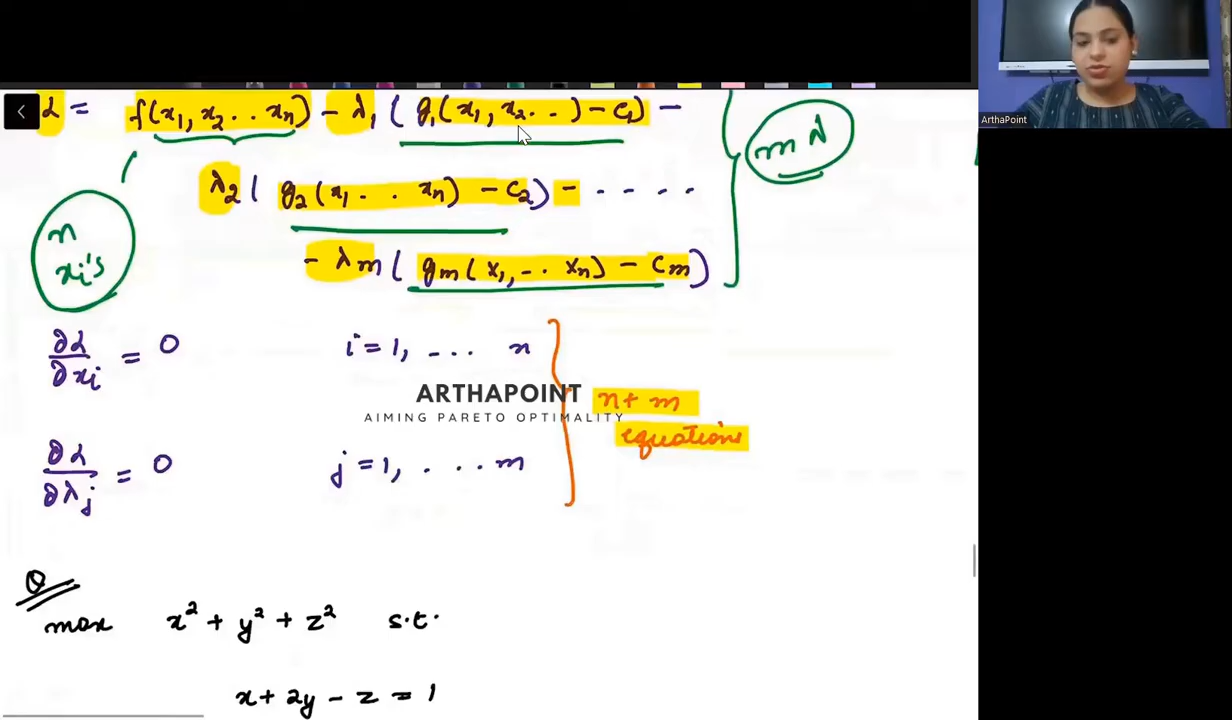 ArthaPoint
L = f(x₁, x₂ . . xₙ) − λ₁ ( g₁(x₁, x₂ . . ) − c₁) −
m λ
λ₂ ( g₂(x₁ . . xₙ) − c₂) − . . . .
n
xᵢ's
− λm ( gm(x₁, .. xₙ) − cm)
∂L/∂xᵢ = 0 i = 1, . . . n
ARTHAPOINT
AIMING PARETO OPTIMALITY
n + m
equations
∂L/∂λⱼ = 0 j = 1, . . . m
Q
max x² + y² + z² s.t.
x + 2y − z = 1